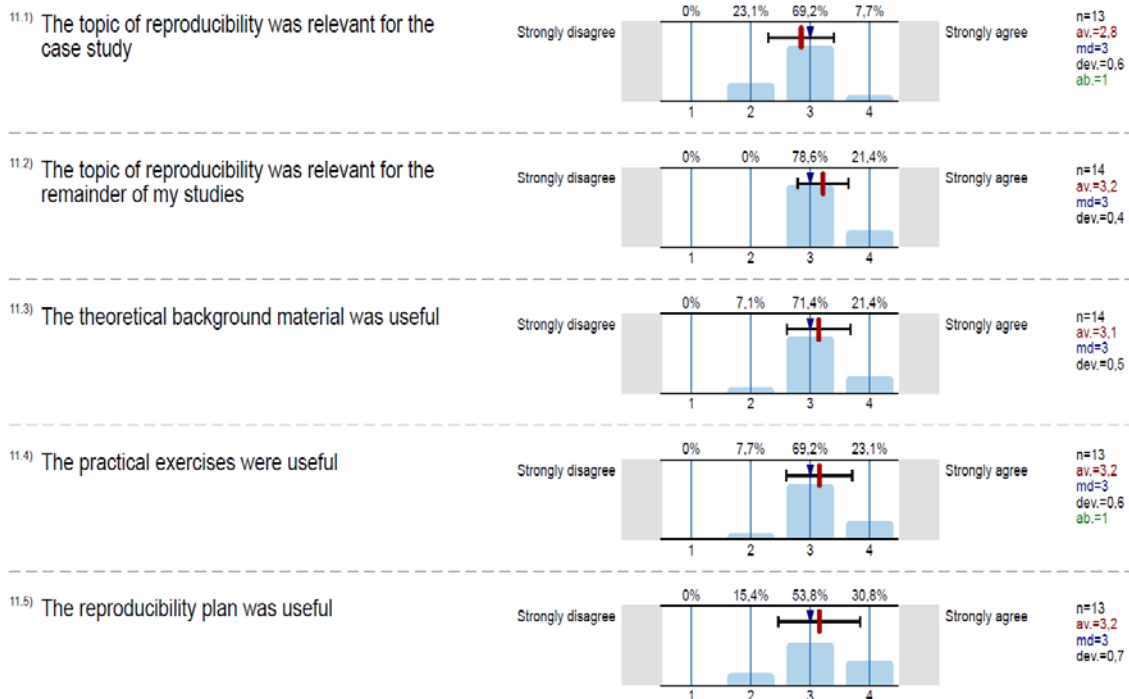 0% 23,1% 69,2% 7,7%
11.1) The topic of reproducibility was relevant for the
case study
Strongly disagree
Strongly agree
n=13
av.=2,8
md=3
dev.=0,6
ab.=1
1 2 3 4
0% 0% 78,6% 21,4%
11.2) The topic of reproducibility was relevant for the
remainder of my studies
Strongly disagree
Strongly agree
n=14
av.=3,2
md=3
dev.=0,4
1 2 3 4
0% 7,1% 71,4% 21,4%
11.3) The theoretical background material was useful
Strongly disagree
Strongly agree
n=14
av.=3,1
md=3
dev.=0,5
1 2 3 4
0% 7,7% 69,2% 23,1%
11.4) The practical exercises were useful
Strongly disagree
Strongly agree
n=13
av.=3,2
md=3
dev.=0,6
ab.=1
1 2 3 4
0% 15,4% 53,8% 30,8%
11.5) The reproducibility plan was useful
Strongly disagree
Strongly agree
n=13
av.=3,2
md=3
dev.=0,7
1 2 3 4